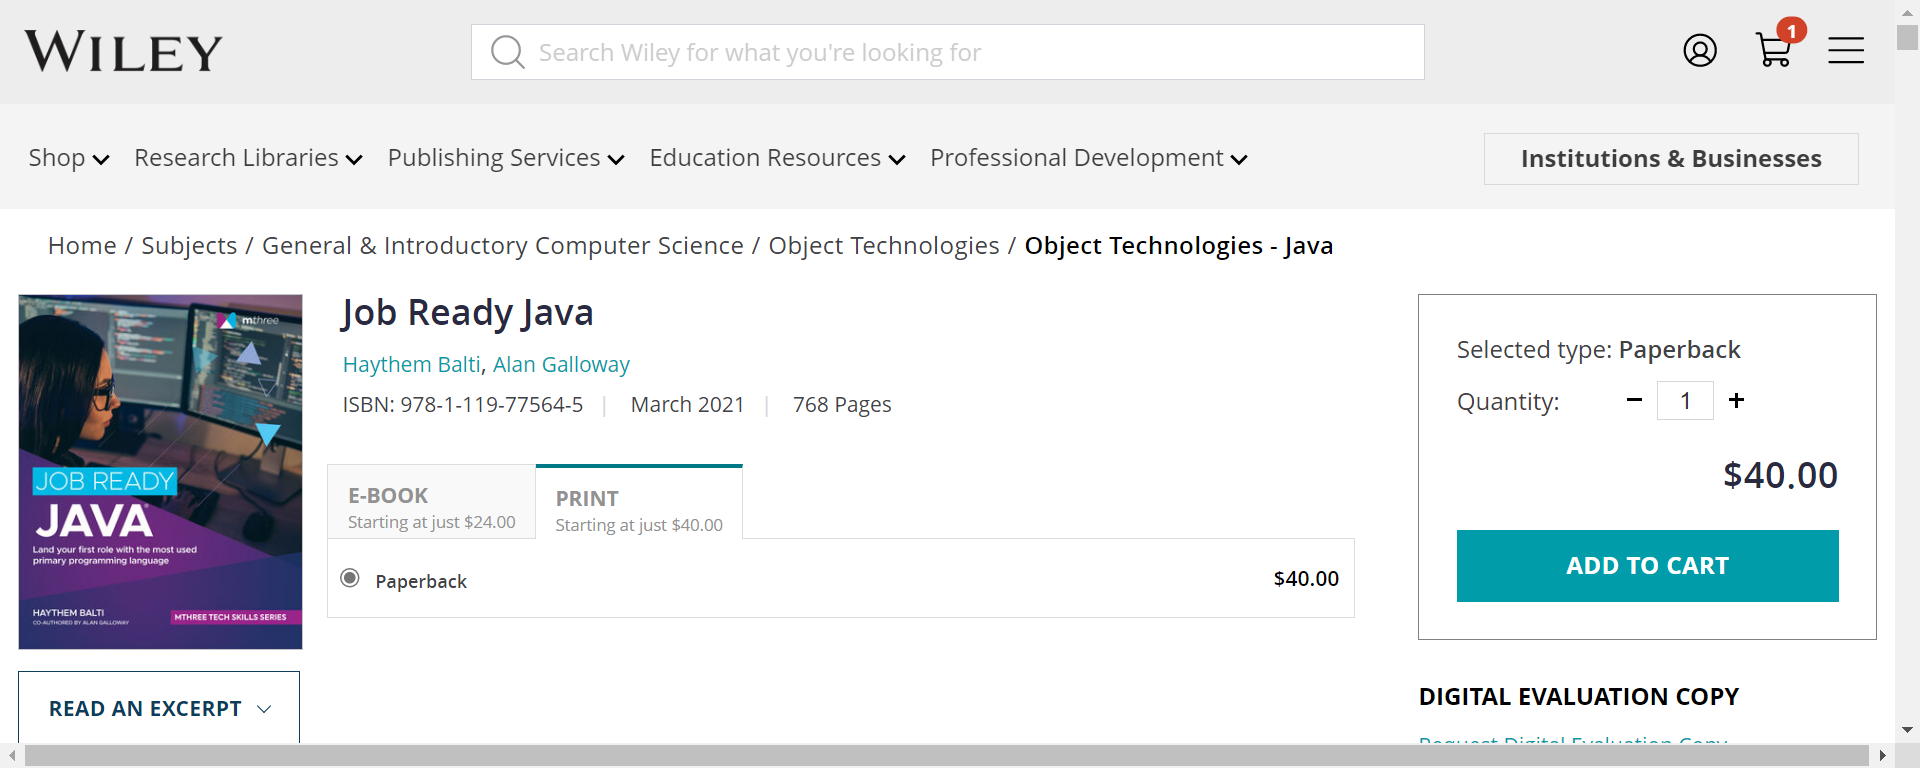 WILEY
Search Wiley for what you're looking for
1
Shop
Research Libraries
Publishing Services
Education Resources
Professional Development
Institutions & Businesses
Home / Subjects / General & Introductory Computer Science / Object Technologies / Object Technologies - Java
mthree
JOB READY
JAVA
Land your first role with the most used
primary programming language
HAYTHEM BALTI
CO-AUTHORED BY ALAN GALLOWAY
MTHREE TECH SKILLS SERIES
READ AN EXCERPT
Job Ready Java
Haythem Balti, Alan Galloway
ISBN: 978-1-119-77564-5 | March 2021 | 768 Pages
E-BOOK
Starting at just $24.00
PRINT
Starting at just $40.00
Paperback
$40.00
Selected type: Paperback
Quantity: − 1 +
$40.00
ADD TO CART
DIGITAL EVALUATION COPY
Request Digital Evaluation Copy